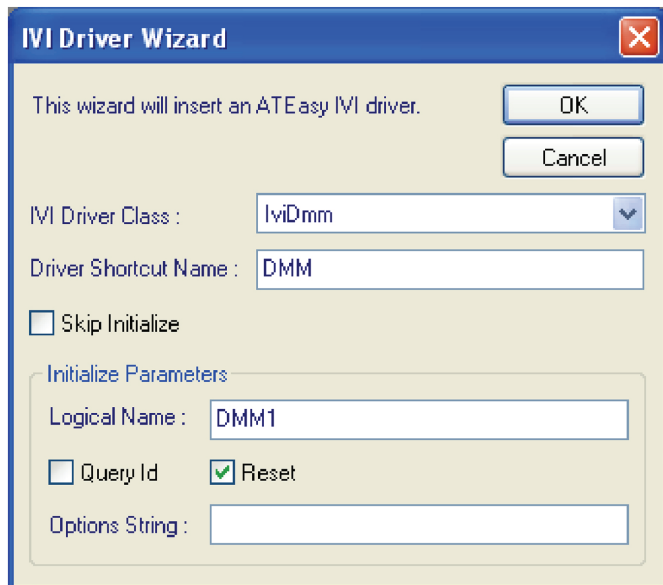 IVI Driver Wizard
This wizard will insert an ATEasy IVI driver.
OK
Cancel
IVI Driver Class : IviDmm
Driver Shortcut Name : DMM
Skip Initialize
Initialize Parameters
Logical Name : DMM1
Query Id Reset
Options String :